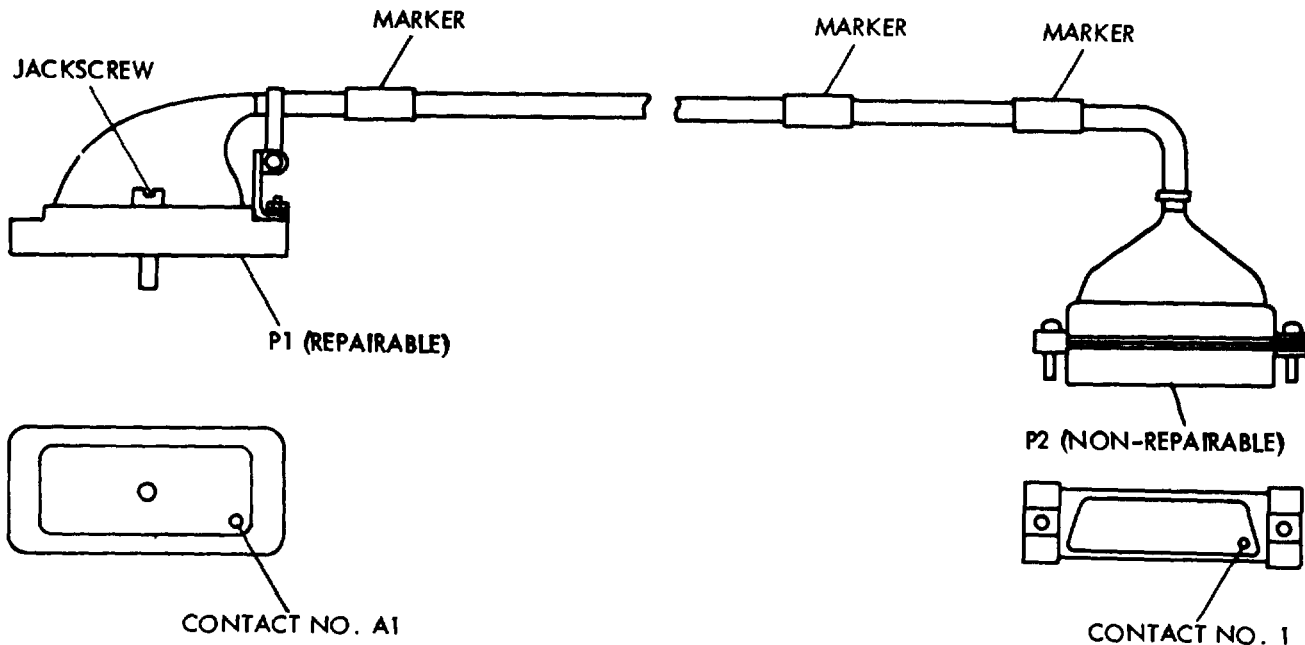 MARKER
MARKER
MARKER
JACKSCREW
P1 (REPAIRABLE)
P2 (NON-REPAIRABLE)
CONTACT NO. A1
CONTACT NO. 1